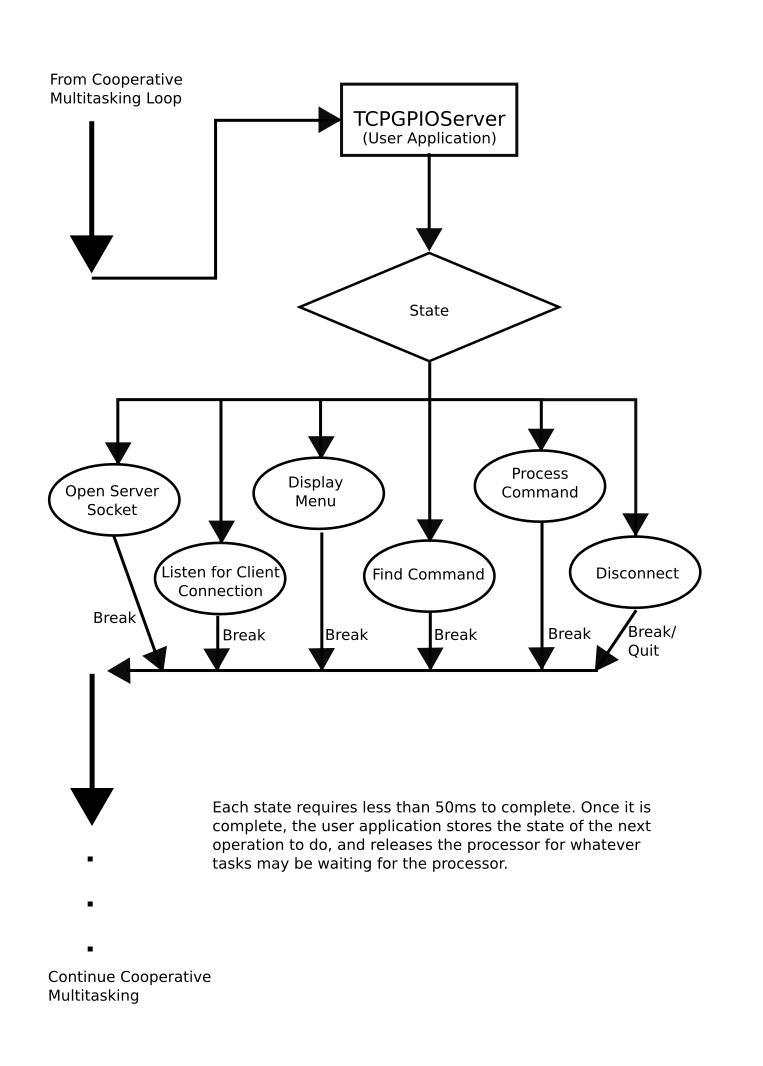 From Cooperative
Multitasking Loop
TCPGPIOServer
(User Application)
State
Open Server
Socket
Listen for Client
Connection
Display
Menu
Find Command
Process
Command
Disconnect
Break
Break
Break
Break
Break
Break/
Quit
Each state requires less than 50ms to complete. Once it is
complete, the user application stores the state of the next
operation to do, and releases the processor for whatever
tasks may be waiting for the processor.
Continue Cooperative
Multitasking